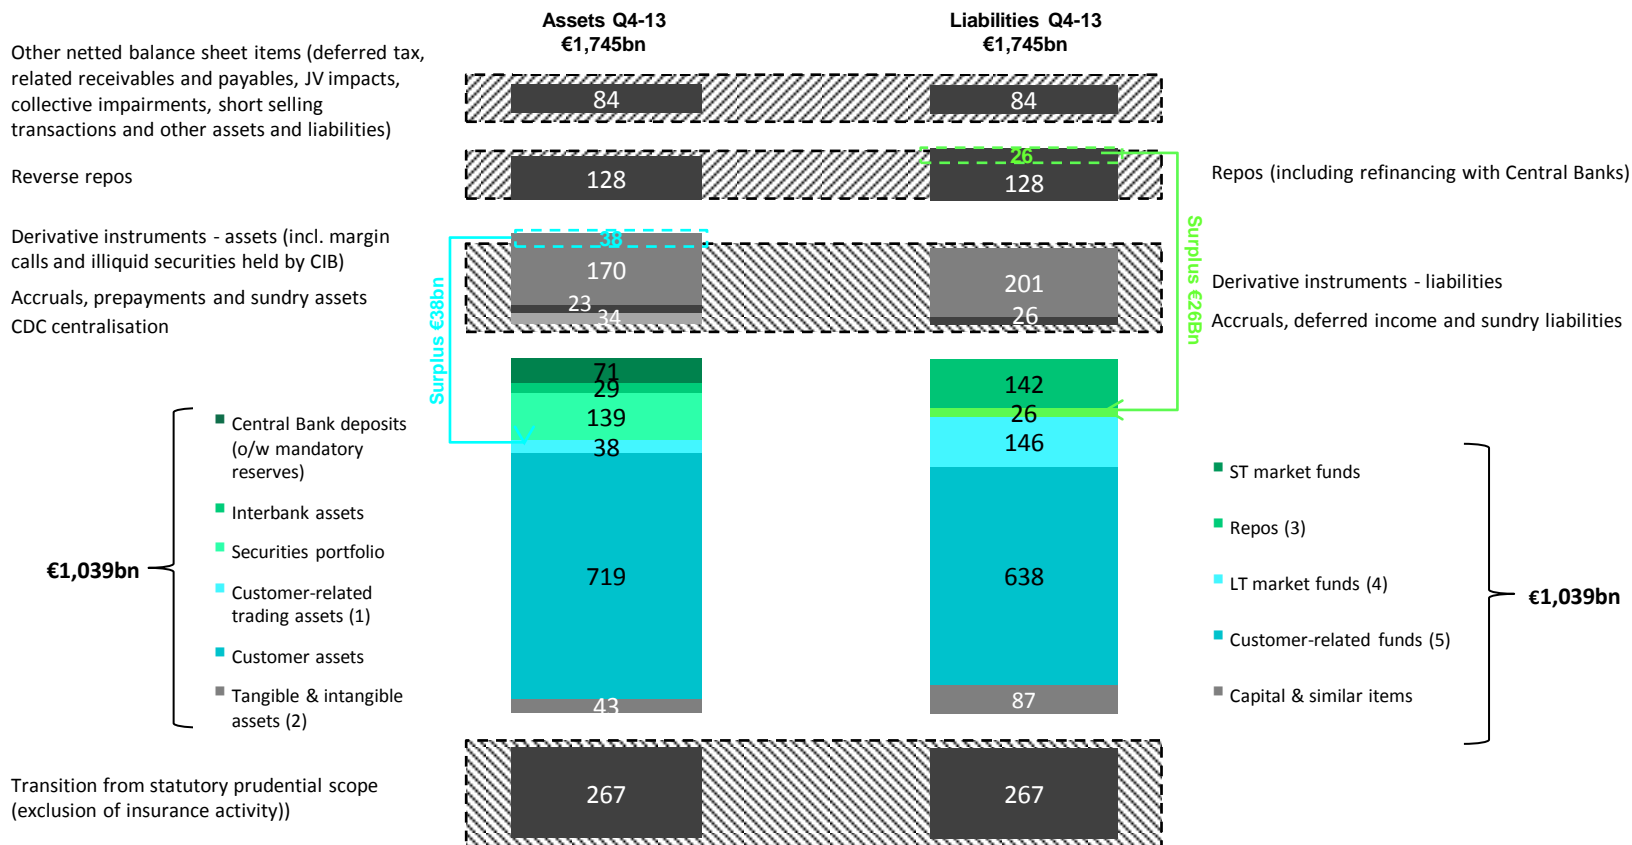 Assets Q4-13
€1,745bn
Liabilities Q4-13
€1,745bn
Other netted balance sheet items (deferred tax,
related receivables and payables, JV impacts,
collective impairments, short selling
transactions and other assets and liabilities)
84
84
Reverse repos
128
26
128
Repos (including refinancing with Central Banks)
Derivative instruments - assets (incl. margin
calls and illiquid securities held by CIB)
Accruals, prepayments and sundry assets
CDC centralisation
38
170
23
34
201
26
Derivative instruments - liabilities
Accruals, deferred income and sundry liabilities
Surplus €38bn
Surplus €26Bn
71
29
139
38
719
43
142
26
146
638
87
€1,039bn
Central Bank deposits
(o/w mandatory
reserves)
Interbank assets
Securities portfolio
Customer-related
trading assets (1)
Customer assets
Tangible & intangible
assets (2)
ST market funds
Repos (3)
LT market funds (4)
Customer-related funds (5)
Capital & similar items
€1,039bn
Transition from statutory prudential scope
(exclusion of insurance activity))
267
267